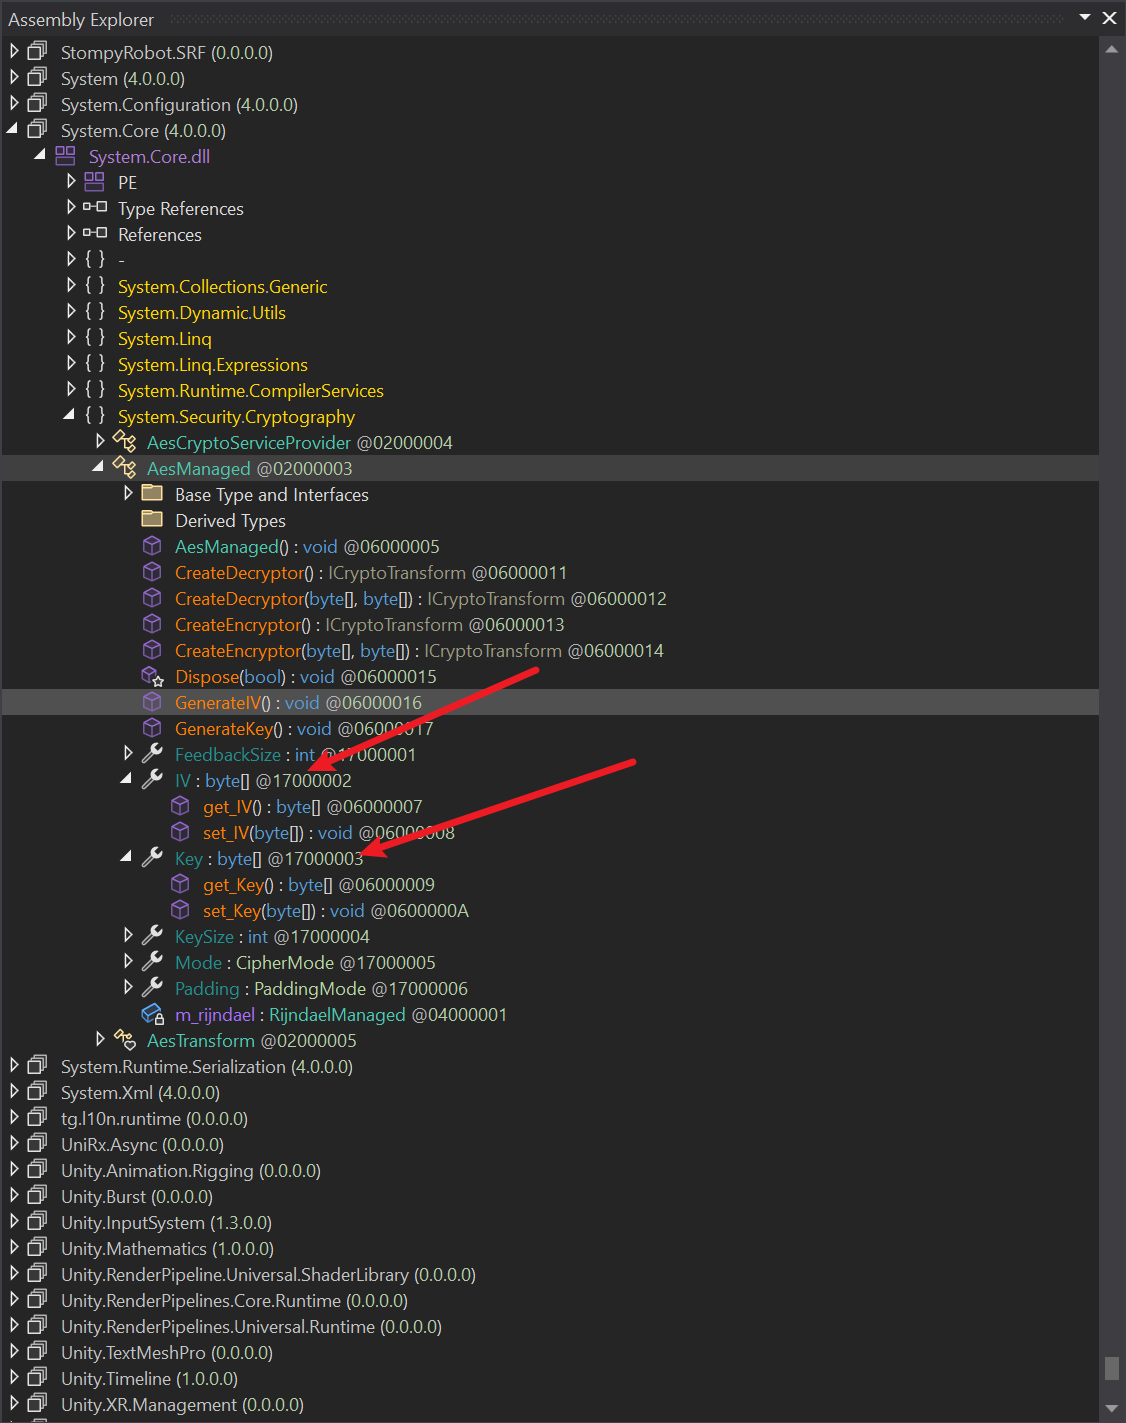 Assembly Explorer
StompyRobot.SRF (0.0.0.0)
System (4.0.0.0)
System.Configuration (4.0.0.0)
System.Core (4.0.0.0)
System.Core.dll
PE
Type References
References
{ } -
{ } System.Collections.Generic
{ } System.Dynamic.Utils
{ } System.Linq
{ } System.Linq.Expressions
{ } System.Runtime.CompilerServices
{ } System.Security.Cryptography
AesCryptoServiceProvider @02000004
AesManaged @02000003
Base Type and Interfaces
Derived Types
AesManaged() : void @06000005
CreateDecryptor() : ICryptoTransform @06000011
CreateDecryptor(byte[], byte[]) : ICryptoTransform @06000012
CreateEncryptor() : ICryptoTransform @06000013
CreateEncryptor(byte[], byte[]) : ICryptoTransform @06000014
Dispose(bool) : void @06000015
GenerateIV() : void @06000016
GenerateKey() : void @06000017
FeedbackSize : int @17000001
IV : byte[] @17000002
get_IV() : byte[] @06000007
set_IV(byte[]) : void @06000008
Key : byte[] @17000003
get_Key() : byte[] @06000009
set_Key(byte[]) : void @0600000A
KeySize : int @17000004
Mode : CipherMode @17000005
Padding : PaddingMode @17000006
m_rijndael : RijndaelManaged @04000001
AesTransform @02000005
System.Runtime.Serialization (4.0.0.0)
System.Xml (4.0.0.0)
tg.l10n.runtime (0.0.0.0)
UniRx.Async (0.0.0.0)
Unity.Animation.Rigging (0.0.0.0)
Unity.Burst (0.0.0.0)
Unity.InputSystem (1.3.0.0)
Unity.Mathematics (1.0.0.0)
Unity.RenderPipeline.Universal.ShaderLibrary (0.0.0.0)
Unity.RenderPipelines.Core.Runtime (0.0.0.0)
Unity.RenderPipelines.Universal.Runtime (0.0.0.0)
Unity.TextMeshPro (0.0.0.0)
Unity.Timeline (1.0.0.0)
Unity.XR.Management (0.0.0.0)